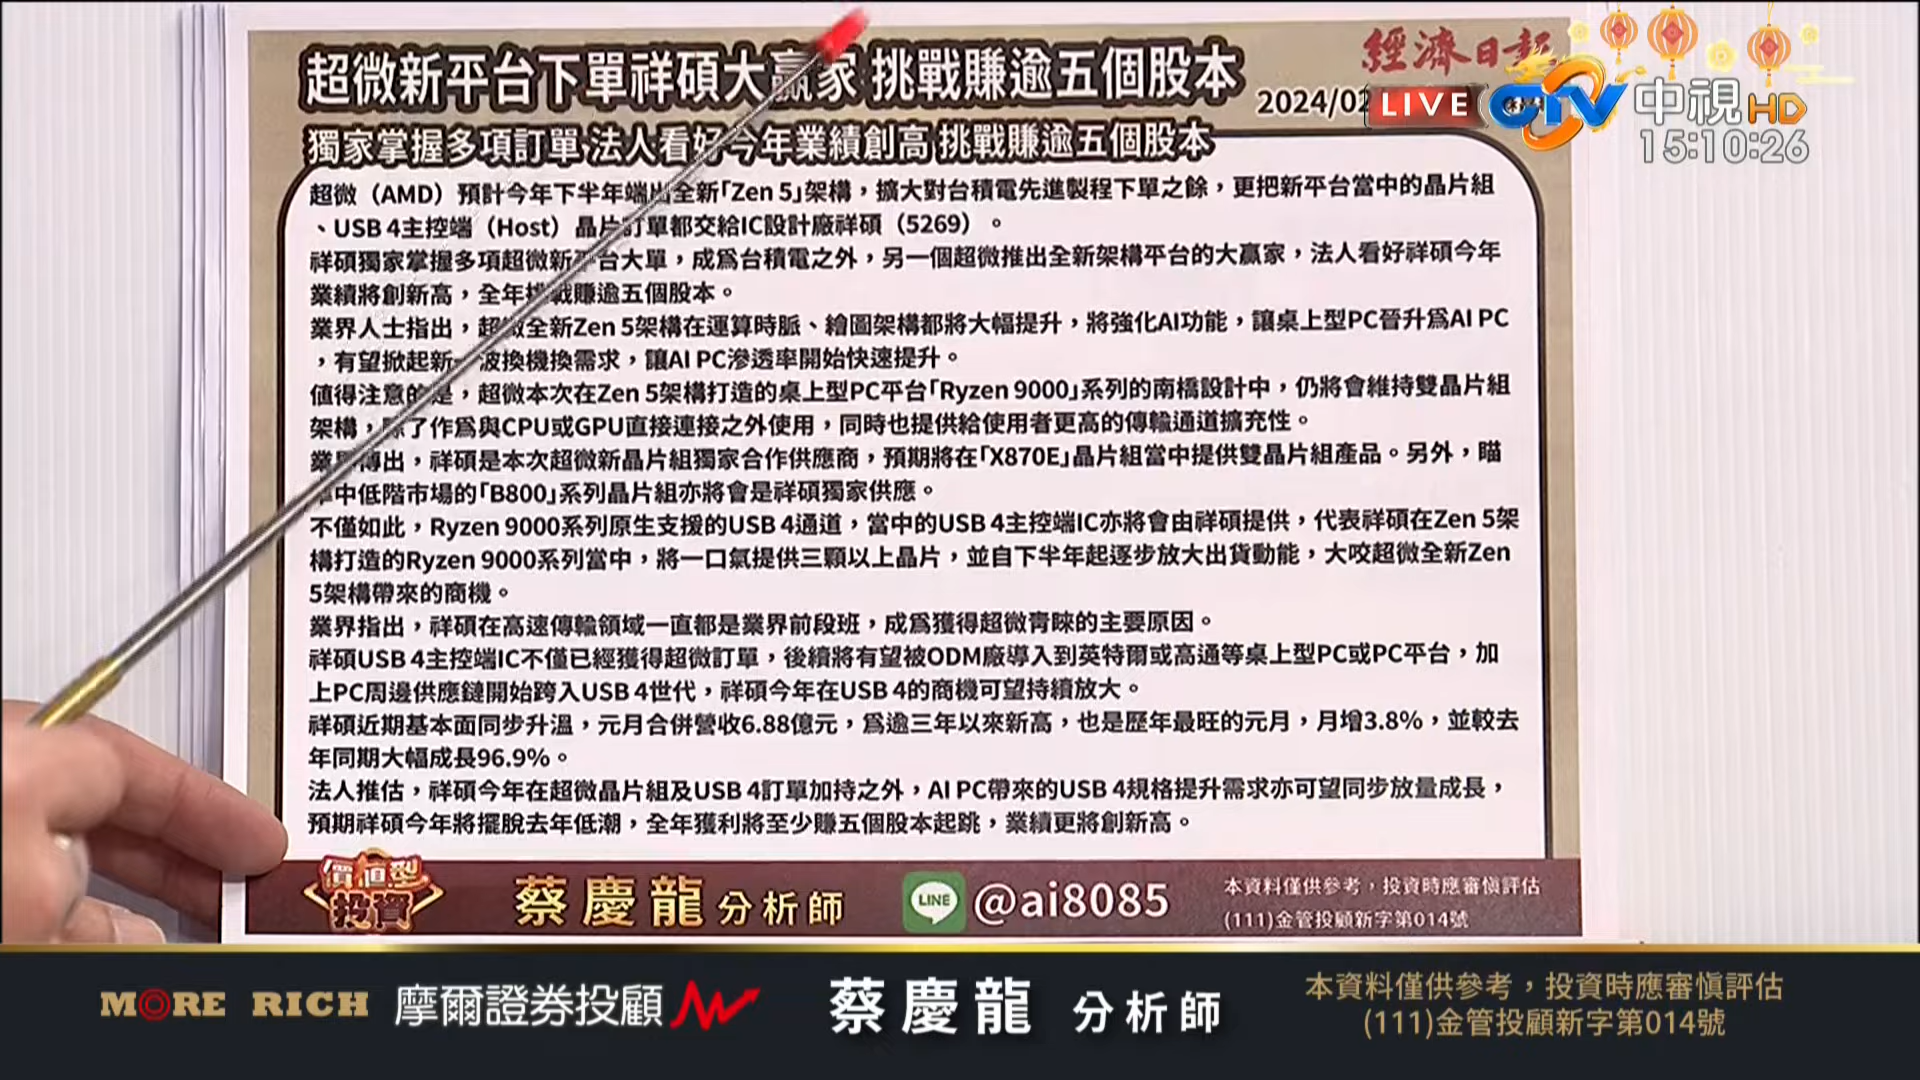 超微新平台下單祥碩大贏家 挑戰賺逾五個股本
經濟日報
2024/02
LIVE
CTV 中視HD
15:10:26
獨家掌握多項訂單 法人看好今年業績創高 挑戰賺逾五個股本
超微（AMD）預計今年下半年端出全新「Zen 5」架構，擴大對台積電先進製程下單之餘，更把新平台當中的晶片組
、USB 4主控端（Host）晶片訂單都交給IC設計廠祥碩（5269）。
祥碩獨家掌握多項超微新平台大單，成為台積電之外，另一個超微推出全新架構平台的大贏家，法人看好祥碩今年
業績將創新高，全年挑戰賺逾五個股本。
業界人士指出，超微全新Zen 5架構在運算時脈、繪圖架構都將大幅提升，將強化AI功能，讓桌上型PC晉升為AI PC
，有望掀起新一波換機換需求，讓AI PC滲透率開始快速提升。
值得注意的是，超微本次在Zen 5架構打造的桌上型PC平台「Ryzen 9000」系列的南橋設計中，仍將會維持雙晶片組
架構，除了作為與CPU或GPU直接連接之外使用，同時也提供給使用者更高的傳輸通道擴充性。
業界傳出，祥碩是本次超微新晶片組獨家合作供應商，預期將在「X870E」晶片組當中提供雙晶片組產品。另外，瞄
準中低階市場的「B800」系列晶片組亦將會是祥碩獨家供應。
不僅如此，Ryzen 9000系列原生支援的USB 4通道，當中的USB 4主控端IC亦將會由祥碩提供，代表祥碩在Zen 5架
構打造的Ryzen 9000系列當中，將一口氣提供三顆以上晶片，並自下半年起逐步放大出貨動能，大咬超微全新Zen
5架構帶來的商機。
業界指出，祥碩在高速傳輸領域一直都是業界前段班，成為獲得超微青睞的主要原因。
祥碩USB 4主控端IC不僅已經獲得超微訂單，後續將有望被ODM廠導入到英特爾或高通等桌上型PC或PC平台，加
上PC周邊供應鏈開始跨入USB 4世代，祥碩今年在USB 4的商機可望持續放大。
祥碩近期基本面同步升溫，元月合併營收6.88億元，為逾三年以來新高，也是歷年最旺的元月，月增3.8%，並較去
年同期大幅成長96.9%。
法人推估，祥碩今年在超微晶片組及USB 4訂單加持之外，AI PC帶來的USB 4規格提升需求亦可望同步放量成長，
預期祥碩今年將擺脫去年低潮，全年獲利將至少賺五個股本起跳，業績更將創新高。
價值型
投資
蔡慶龍 分析師
LINE
@ai8085
本資料僅供參考，投資時應審慎評估
(111)金管投顧新字第014號
MORE RICH 摩爾證券投顧
蔡慶龍 分析師
本資料僅供參考，投資時應審慎評估
(111)金管投顧新字第014號